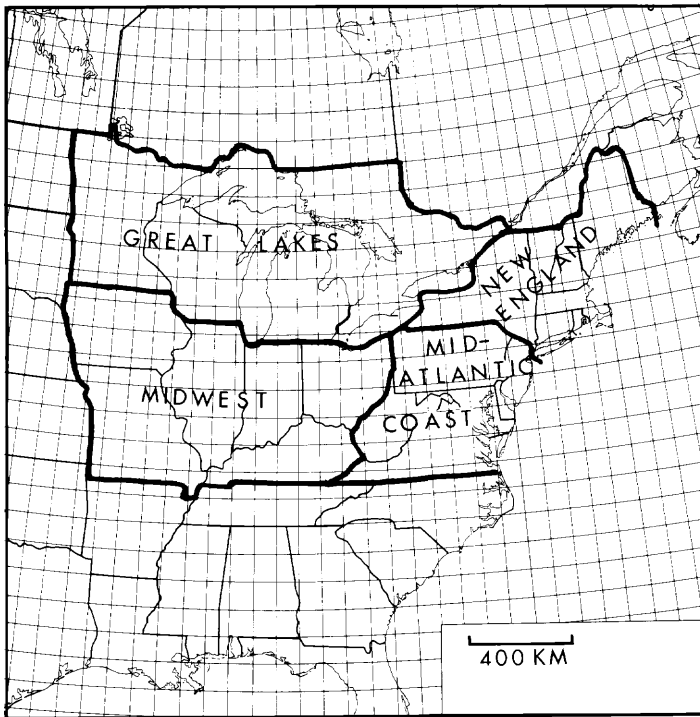 GREAT LAKES
NEW
ENGLAND
MID-
ATLANTIC
COAST
MIDWEST
400 KM